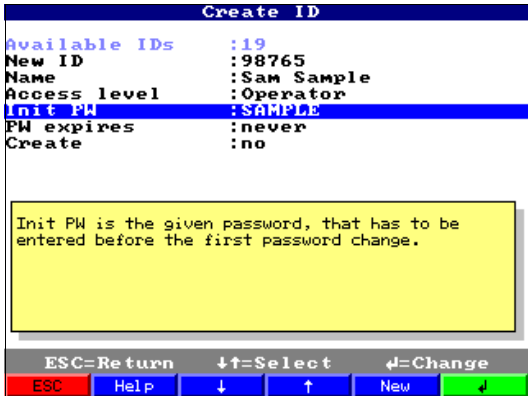 Create ID
Available IDs :19
New ID :98765
Name :Sam Sample
Access level :Operator
Init PW :SAMPLE
PW expires :never
Create :no
Init PW is the given password, that has to be
entered before the first password change.
ESC=Return ↓↑=Select ↲=Change
ESC Help ↓ ↑ New ↲